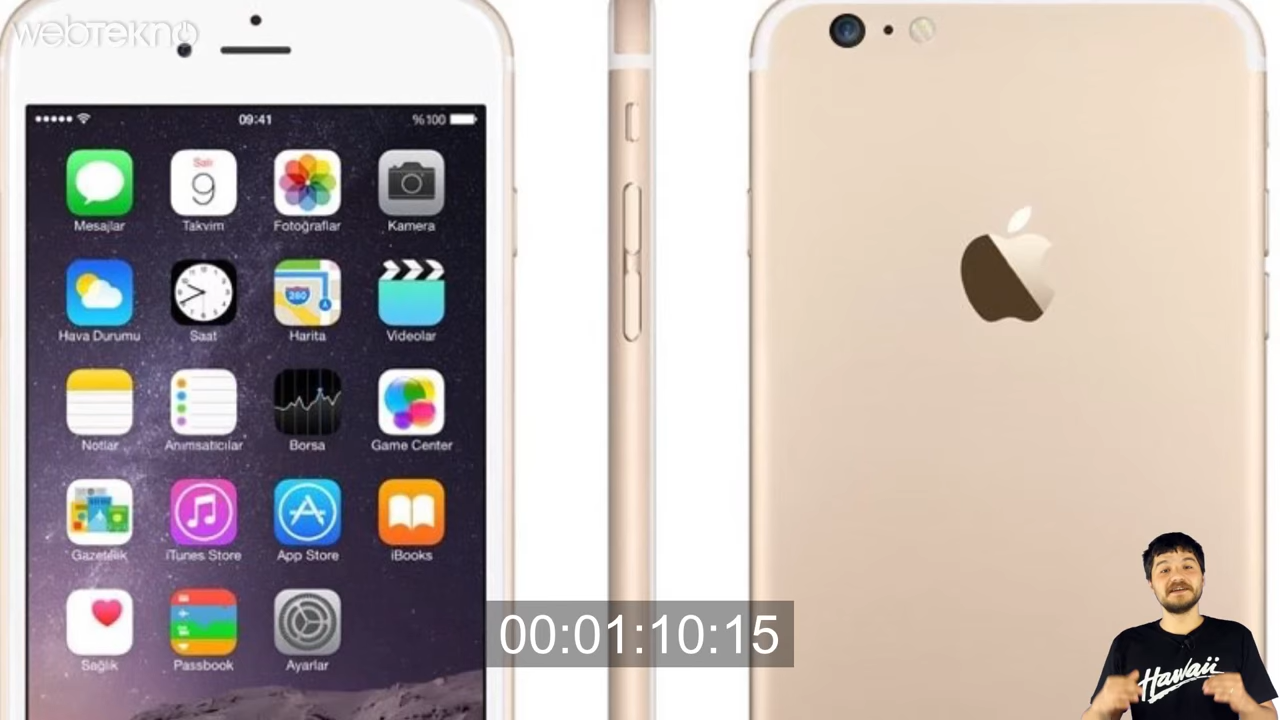 webtekno
09:41
%100
Salı
9
Mesajlar
Takvim
Fotoğraflar
Kamera
280
Hava Durumu
Saat
Harita
Videolar
Notlar
Anımsatıcılar
Borsa
Game Center
Gazetelik
iTunes Store
App Store
iBooks
Sağlık
Passbook
Ayarlar
00:01:10:15
Hawaii